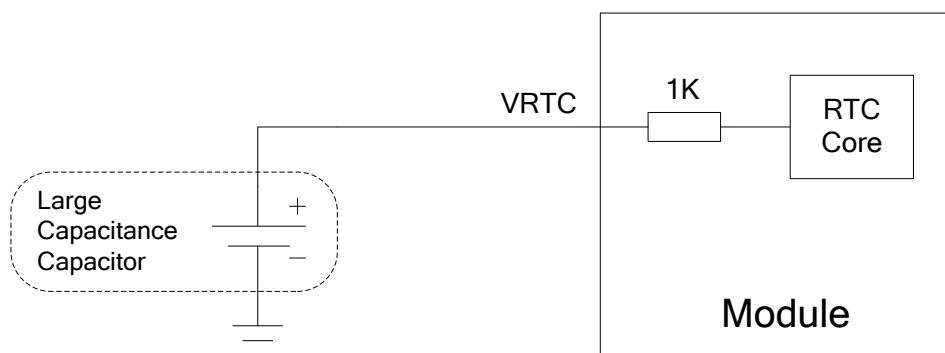 VRTC
1K
RTC
Core
Large
Capacitance
Capacitor
+
−
Module